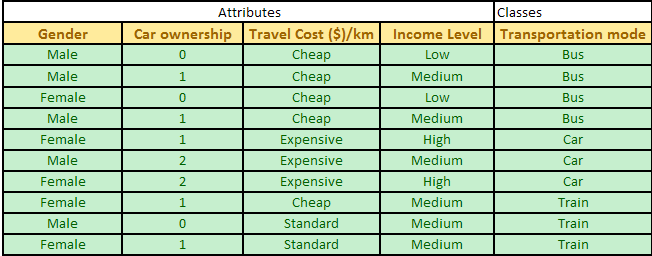 Attributes Classes
Gender Car ownership Travel Cost ($)/km Income Level Transportation mode
Male 0 Cheap Low Bus
Male 1 Cheap Medium Bus
Female 0 Cheap Low Bus
Male 1 Cheap Medium Bus
Female 1 Expensive High Car
Male 2 Expensive Medium Car
Female 2 Expensive High Car
Female 1 Cheap Medium Train
Male 0 Standard Medium Train
Female 1 Standard Medium Train